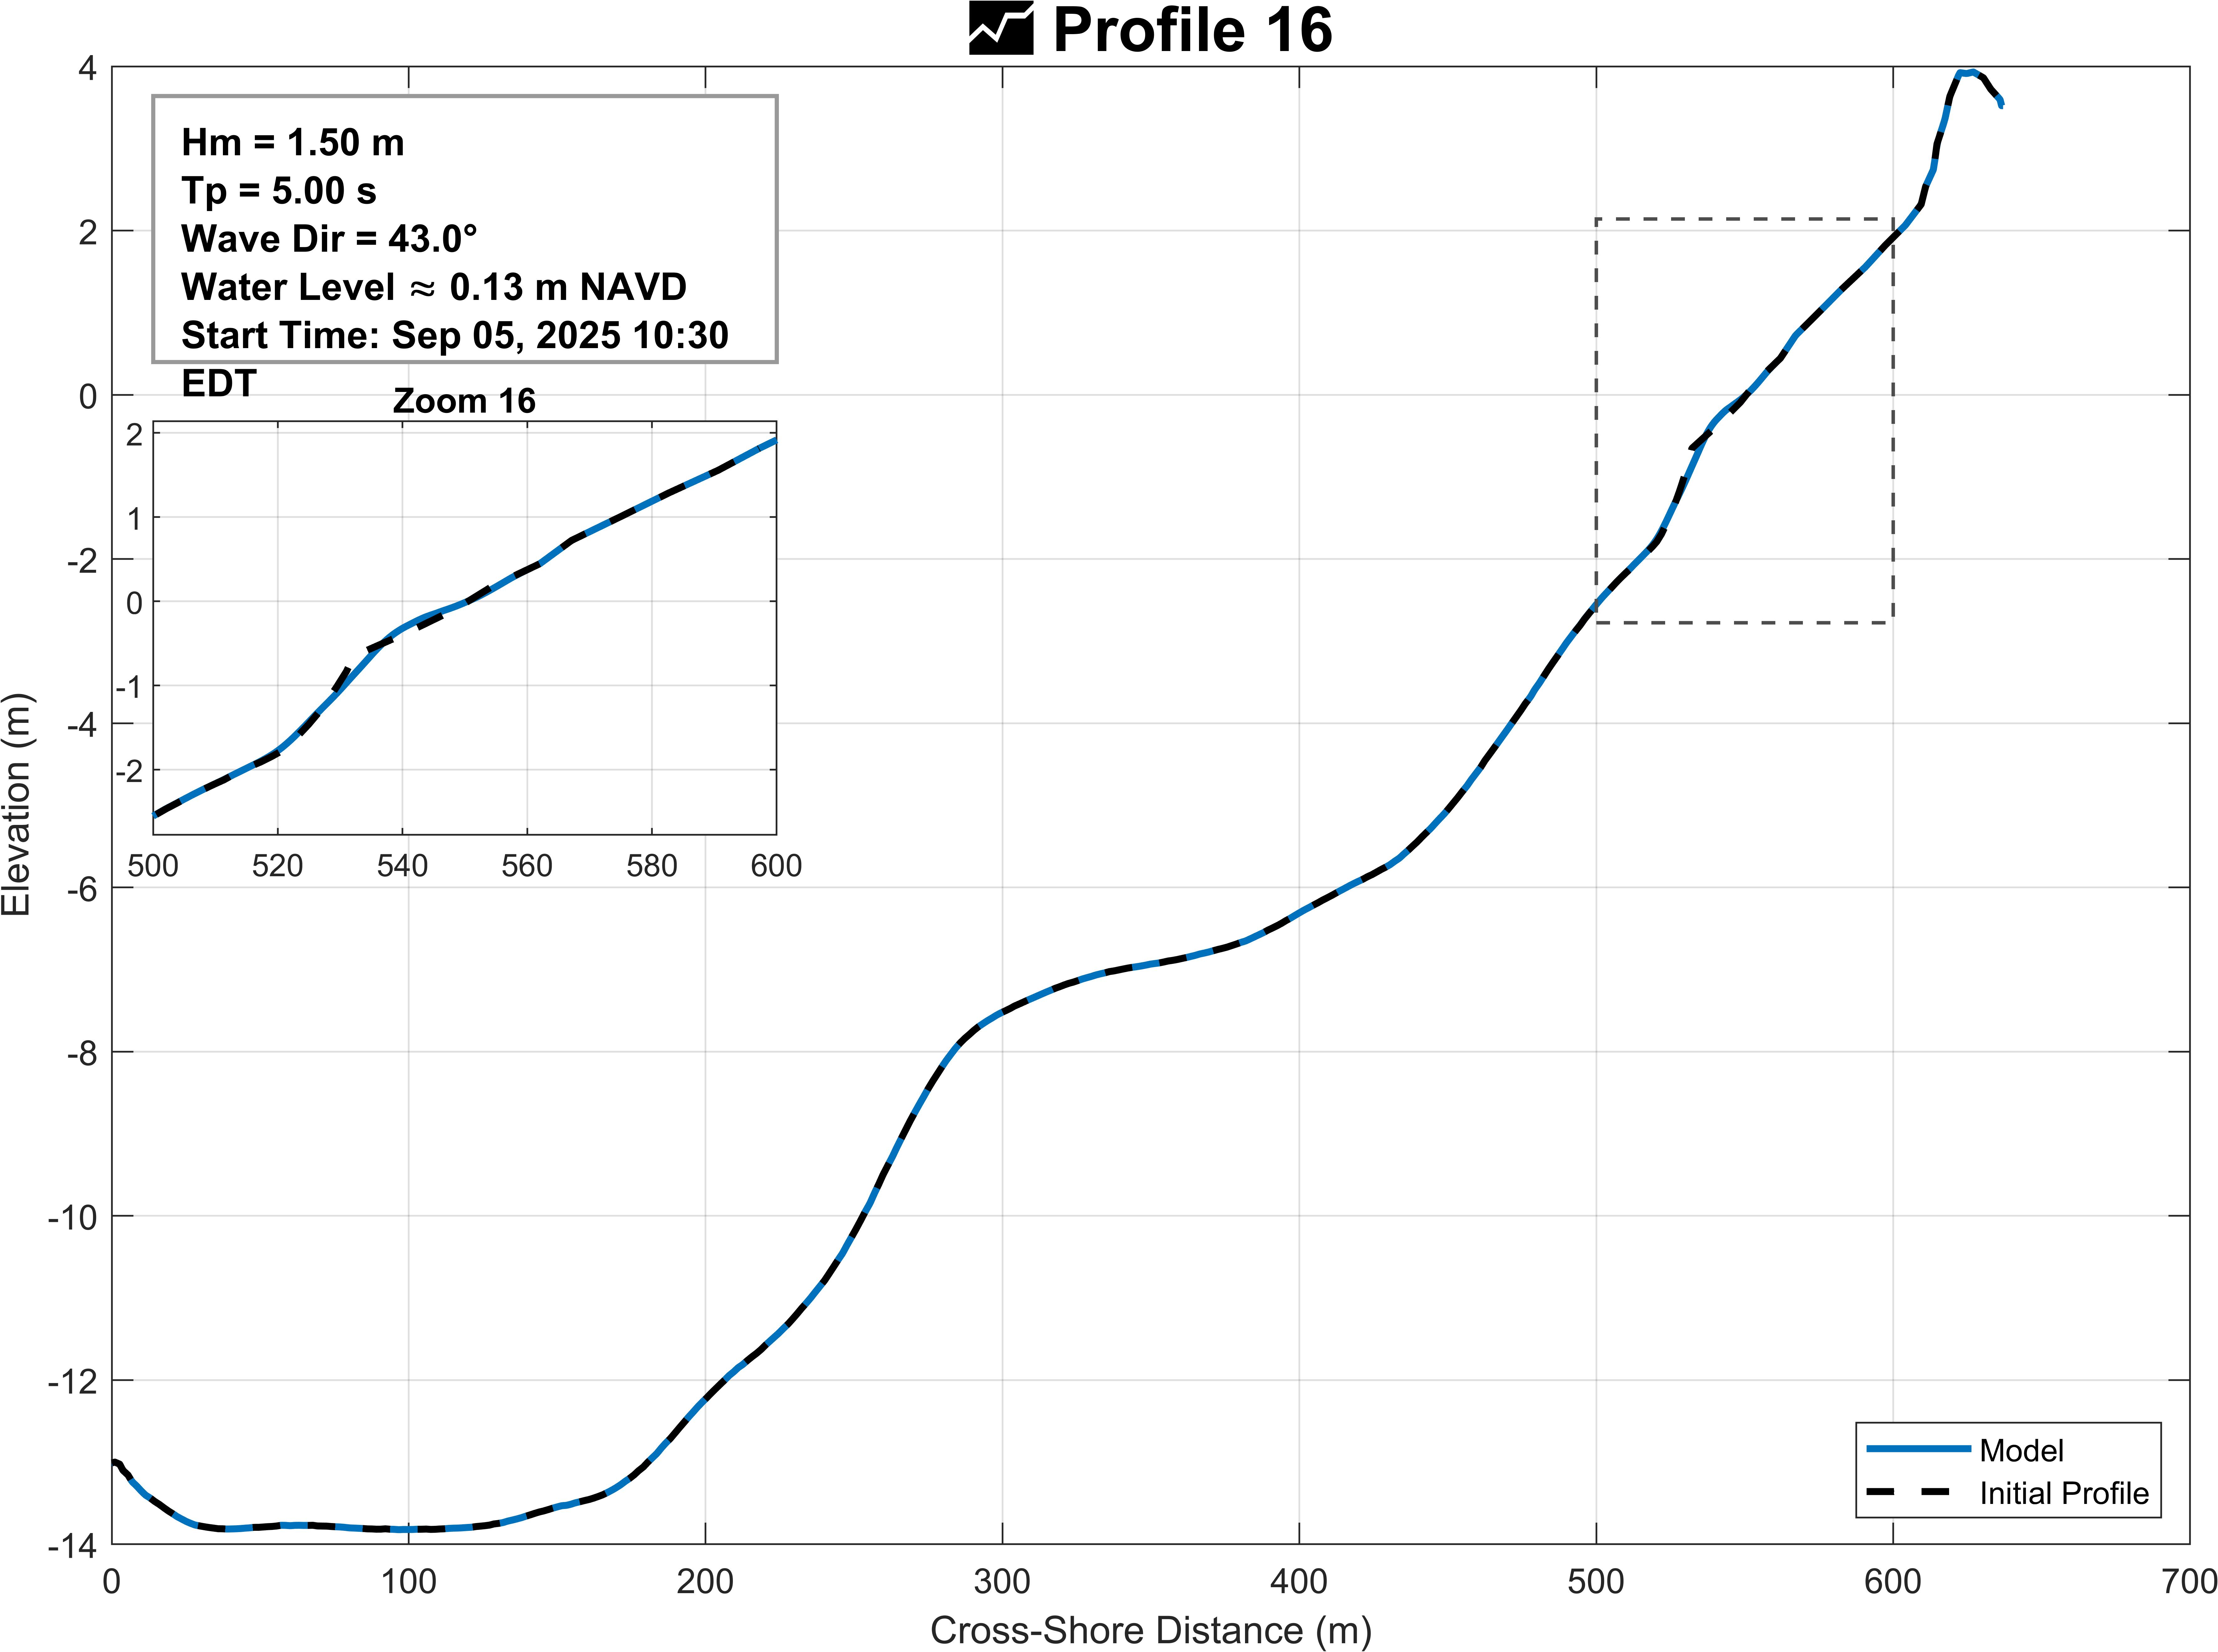 Profile 16
4
2
0
-2
-4
-6
-8
-10
-12
-14
Elevation (m)
Hm = 1.50 m
Tp = 5.00 s
Wave Dir = 43.0°
Water Level ≈ 0.13 m NAVD
Start Time: Sep 05, 2025 10:30
EDT
Zoom 16
2
1
0
-1
-2
500 520 540 560 580 600
Model
Initial Profile
0 100 200 300 400 500 600 700
Cross-Shore Distance (m)